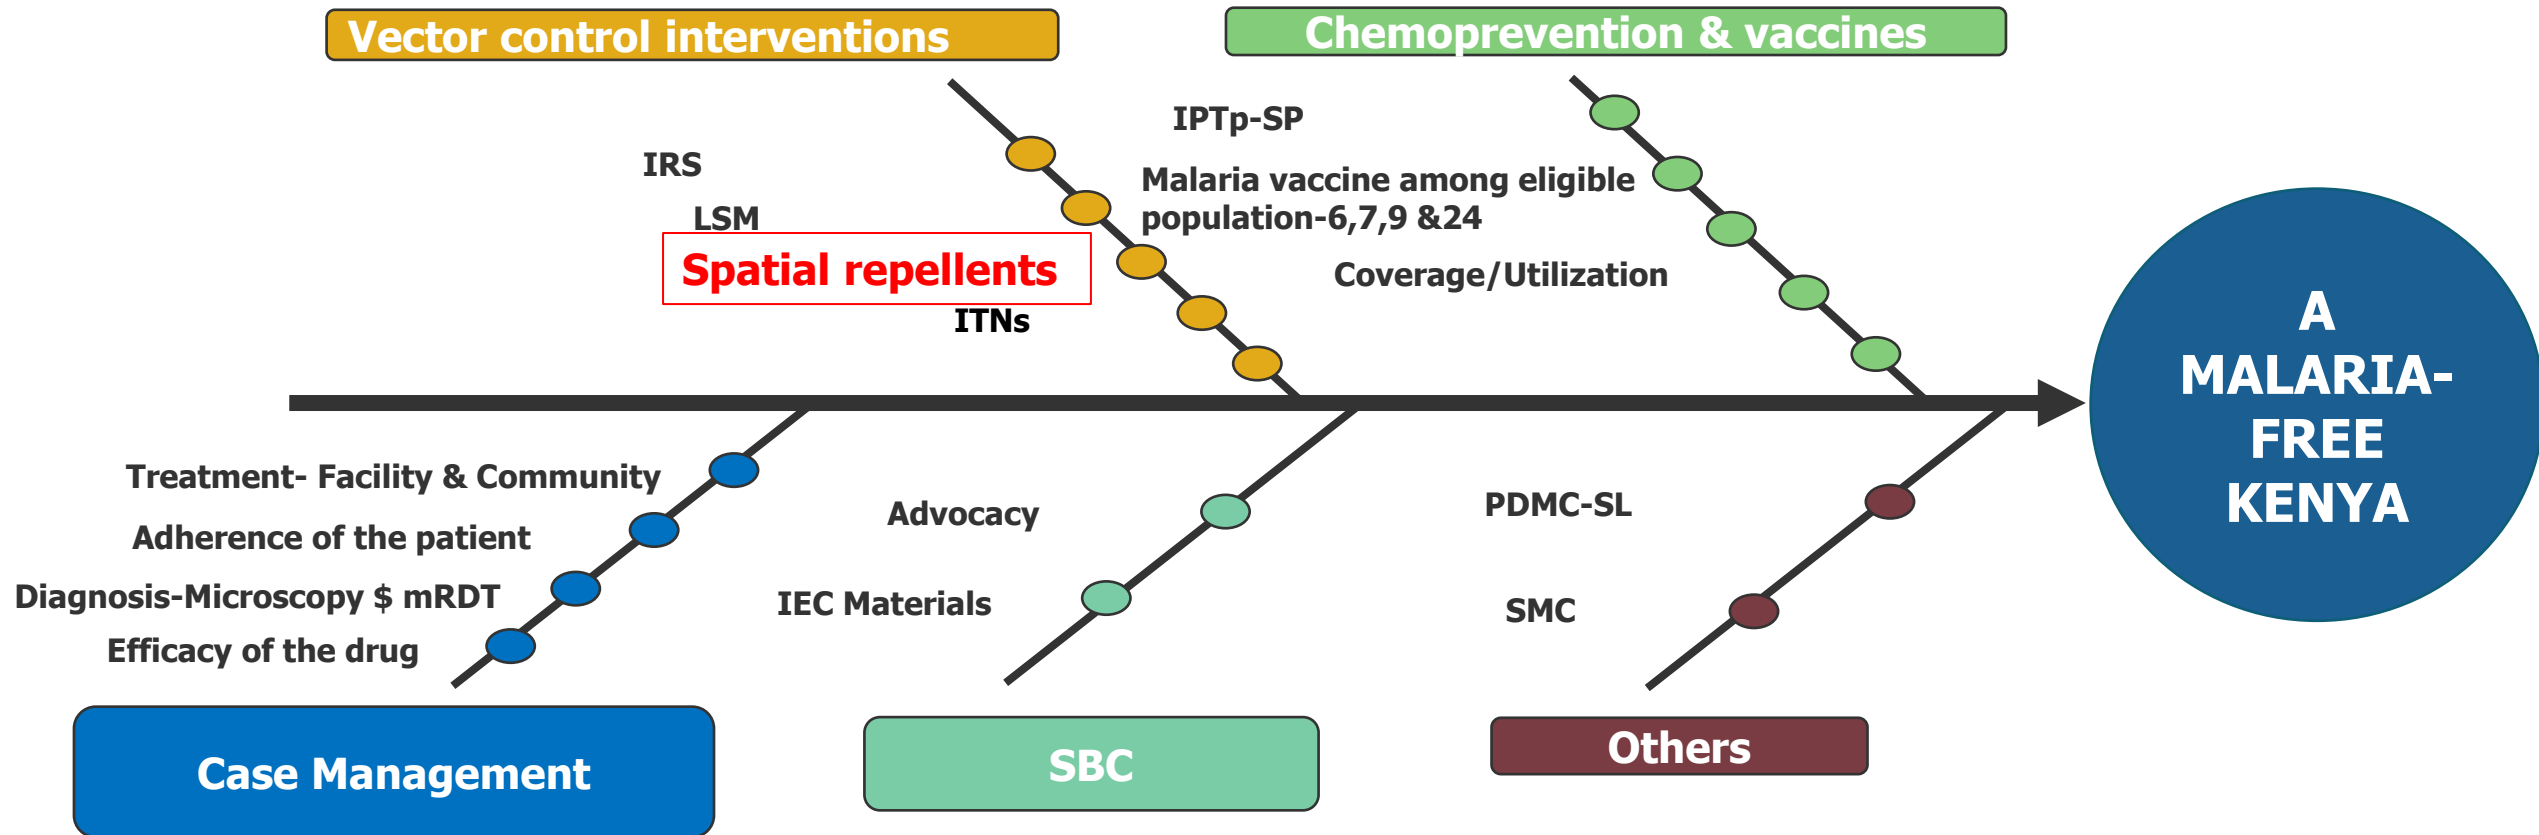 Vector control interventions
Chemoprevention & vaccines
IRS
LSM
Spatial repellents
ITNs
IPTp-SP
Malaria vaccine among eligible
population-6,7,9 &24
Coverage/Utilization
A
MALARIA-
FREE
KENYA
Treatment- Facility & Community
Adherence of the patient
Diagnosis-Microscopy $ mRDT
Efficacy of the drug
Advocacy
IEC Materials
PDMC-SL
SMC
Case Management
SBC
Others